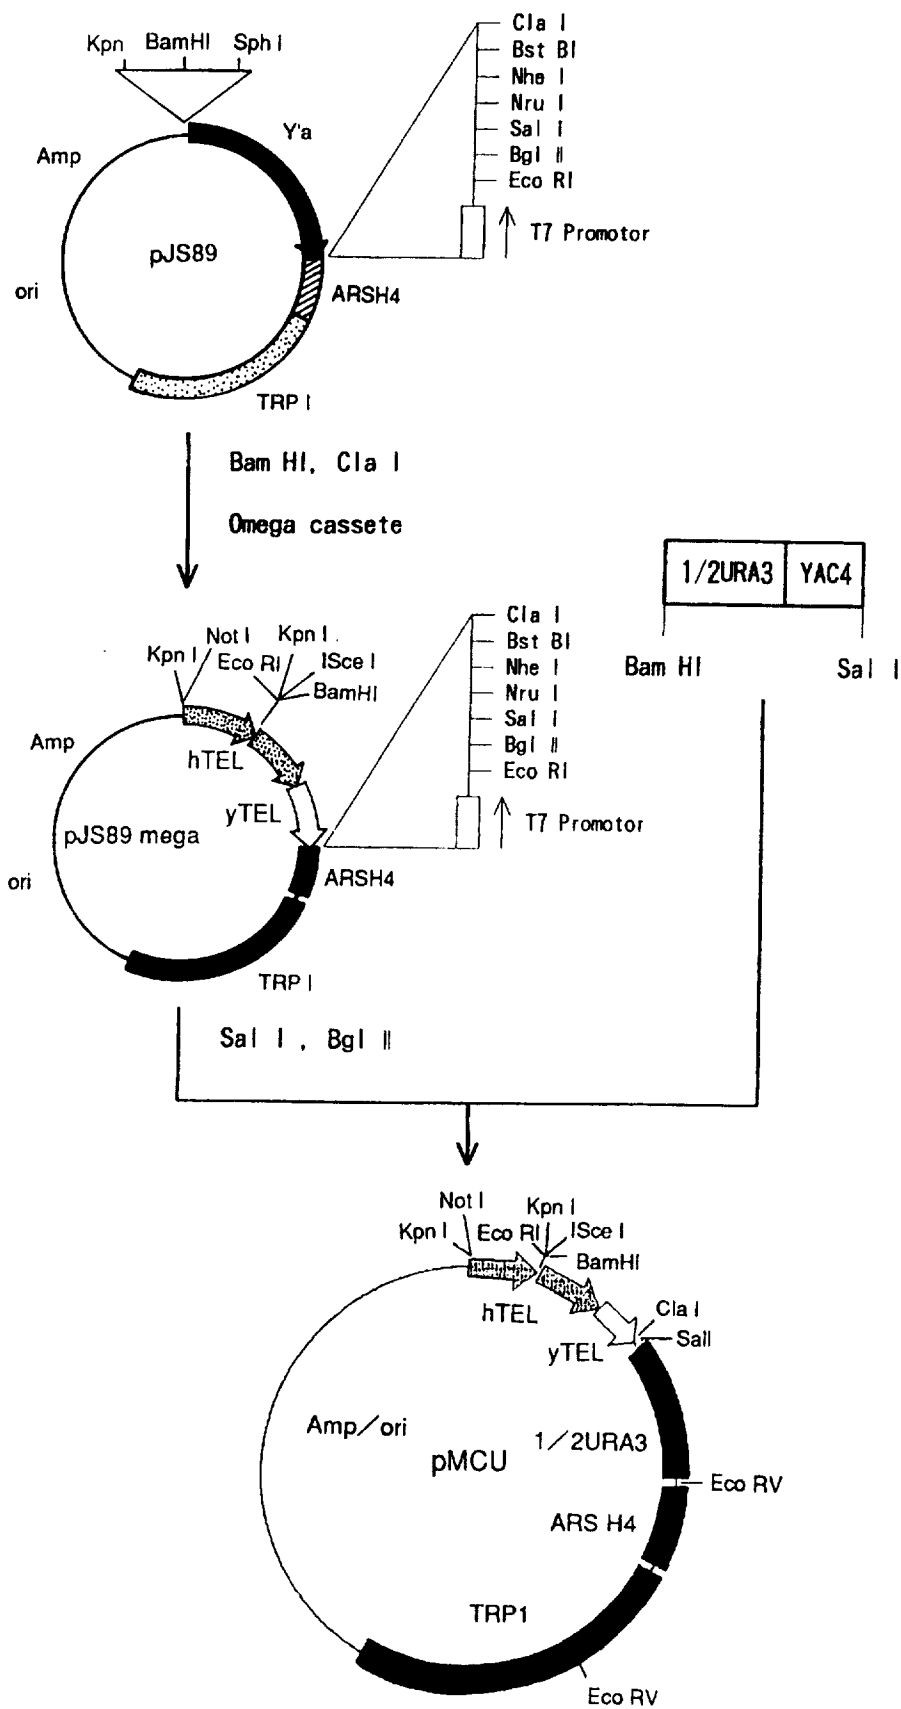 Kpn BamHI Sph I
Cla I
Bst BI
Nhe I
Nru I
Sal I
Bgl II
Eco RI
T7 Promotor
Y'a
Amp
pJS89
ori
ARSH4
TRP I
Bam HI, Cla I
Omega cassete
1/2URA3 YAC4
Bam HI Sal I
Not I Kpn I.
Kpn I Eco RI ISce I
BamHI
Cla I
Bst BI
Nhe I
Nru I
Sal I
Bgl II
Eco RI
T7 Promotor
Amp
hTEL
yTEL
pJS89 mega
ori
ARSH4
TRP I
Sal I , Bgl II
Not I Kpn I
Kpn I Eco RI ISce I
BamHI
hTEL
Cla I
SalI
yTEL
Amp/ori
1/2URA3
pMCU
Eco RV
ARS H4
TRP1
Eco RV